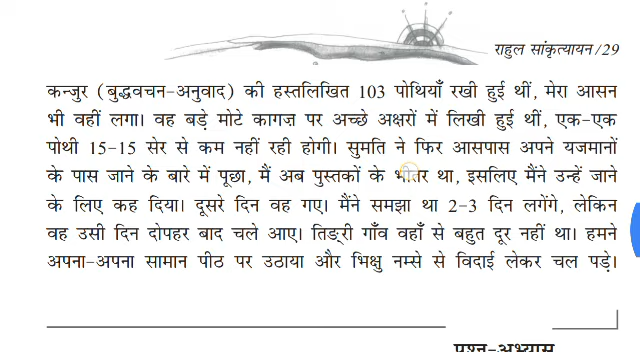 राहुल सांकृत्यायन/29
कन्जुर (बुद्धवचन-अनुवाद) की हस्तलिखित 103 पोथियाँ रखी हुई थीं, मेरा आसन
भी वहीं लगा। वह बड़े मोटे कागज़ पर अच्छे अक्षरों में लिखी हुई थीं, एक-एक
पोथी 15-15 सेर से कम नहीं रही होगी। सुमति ने फिर आसपास अपने यजमानों
के पास जाने के बारे में पूछा, मैं अब पुस्तकों के भीतर था, इसलिए मैंने उन्हें जाने
के लिए कह दिया। दूसरे दिन वह गए। मैंने समझा था 2-3 दिन लगेंगे, लेकिन
वह उसी दिन दोपहर बाद चले आए। तिङ्री गाँव वहाँ से बहुत दूर नहीं था। हमने
अपना-अपना सामान पीठ पर उठाया और भिक्षु नम्से से विदाई लेकर चल पड़े।
प्रश्न-अभ्यास